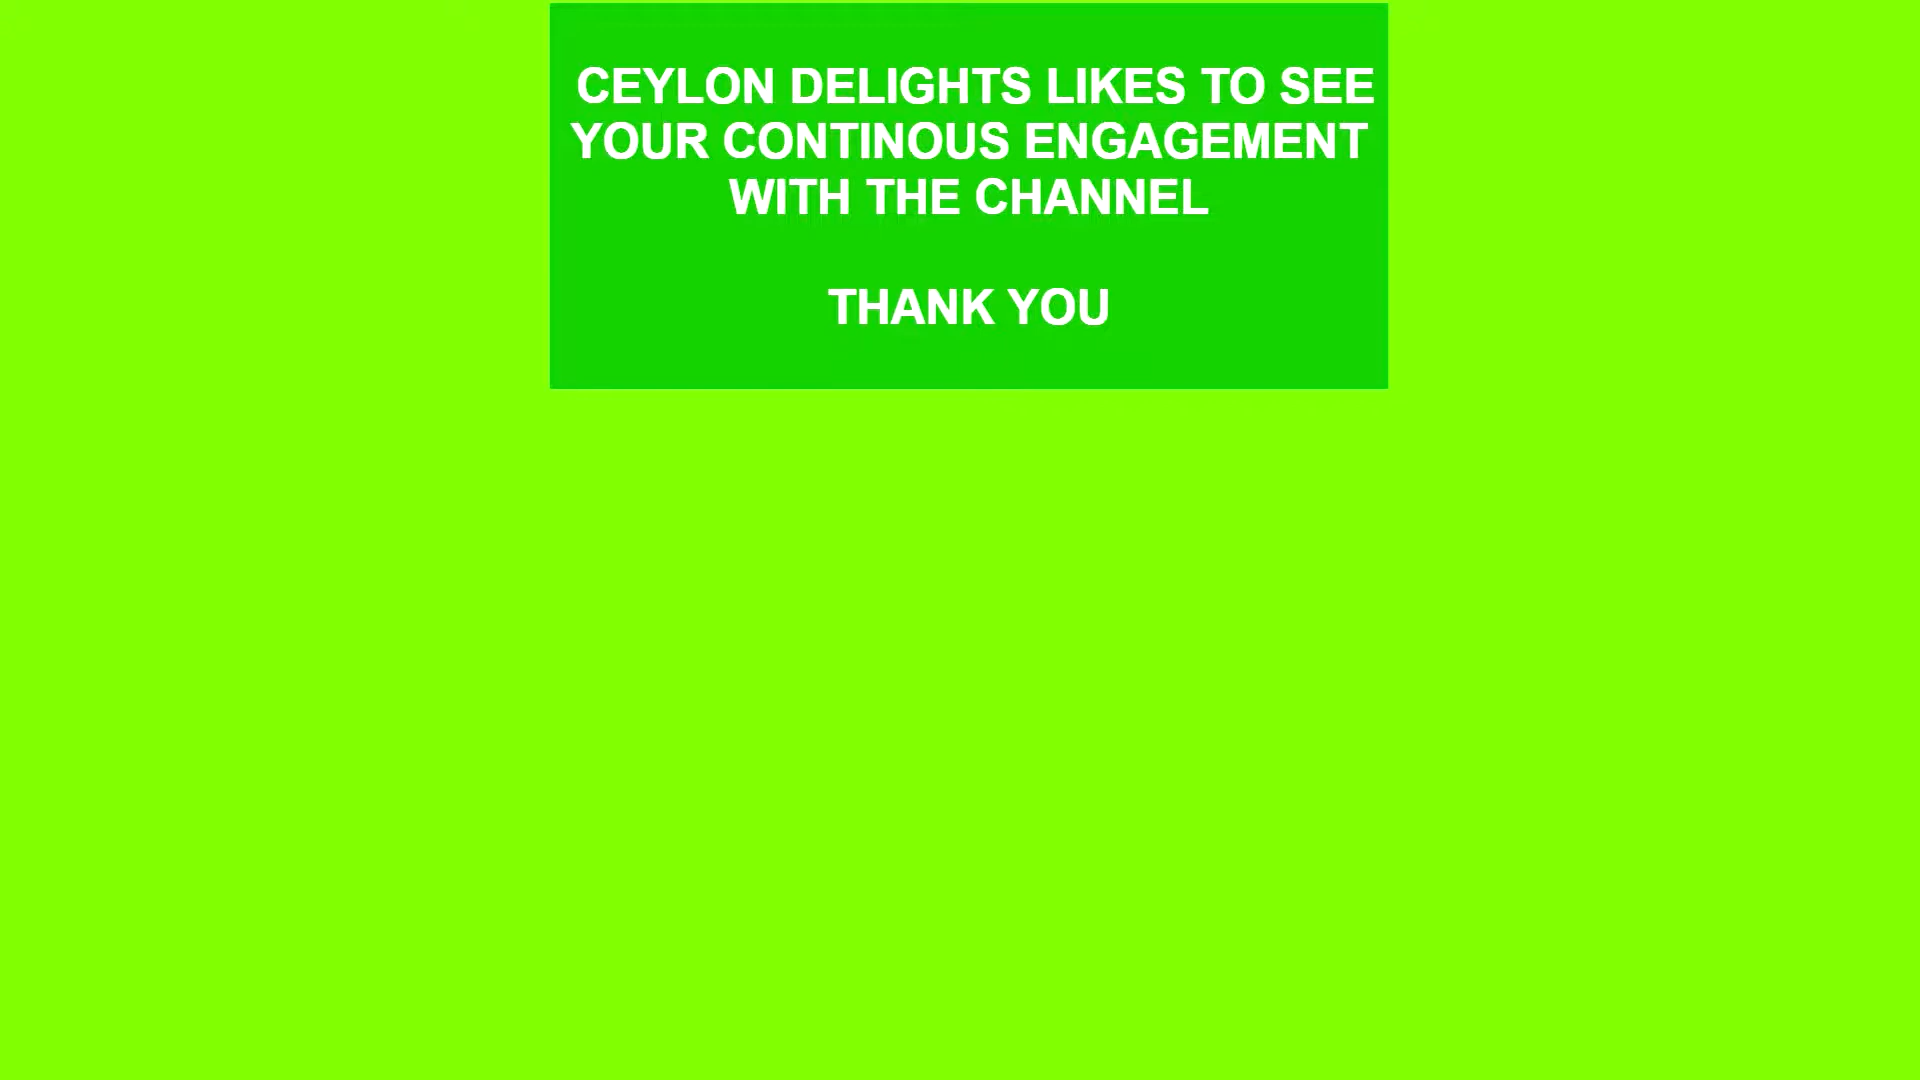 CEYLON DELIGHTS LIKES TO SEE
YOUR CONTINOUS ENGAGEMENT
WITH THE CHANNEL
THANK YOU